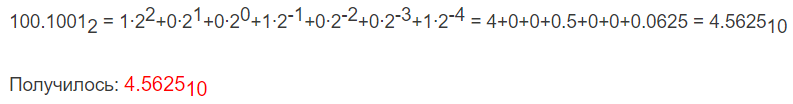 100.1001₂ = 1·2²+0·2¹+0·2⁰+1·2⁻¹+0·2⁻²+0·2⁻³+1·2⁻⁴ = 4+0+0+0.5+0+0+0.0625 = 4.5625₁₀
Получилось: 4.5625₁₀